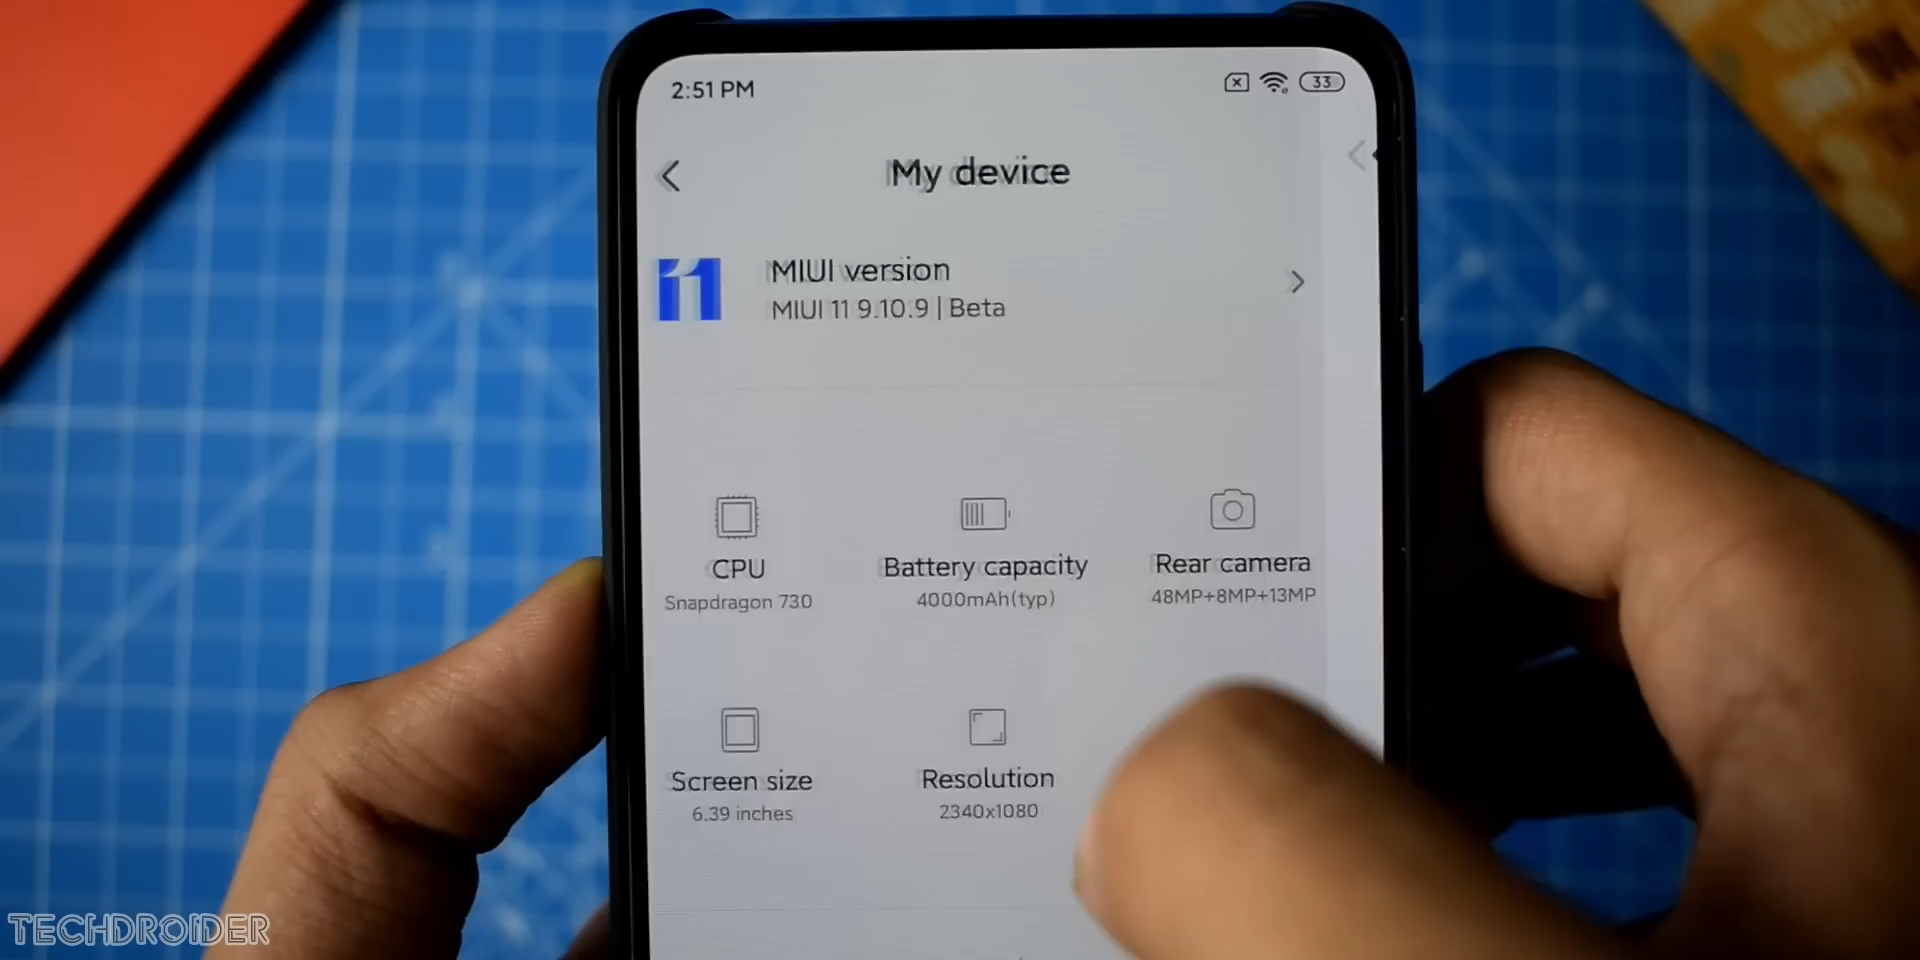 2:51 PM
33
My device
11
MIUI version
MIUI 11 9.10.9 | Beta
CPU
Snapdragon 730
Battery capacity
4000mAh(typ)
Rear camera
48MP+8MP+13MP
Screen size
6.39 inches
Resolution
2340x1080
TECHDROIDER